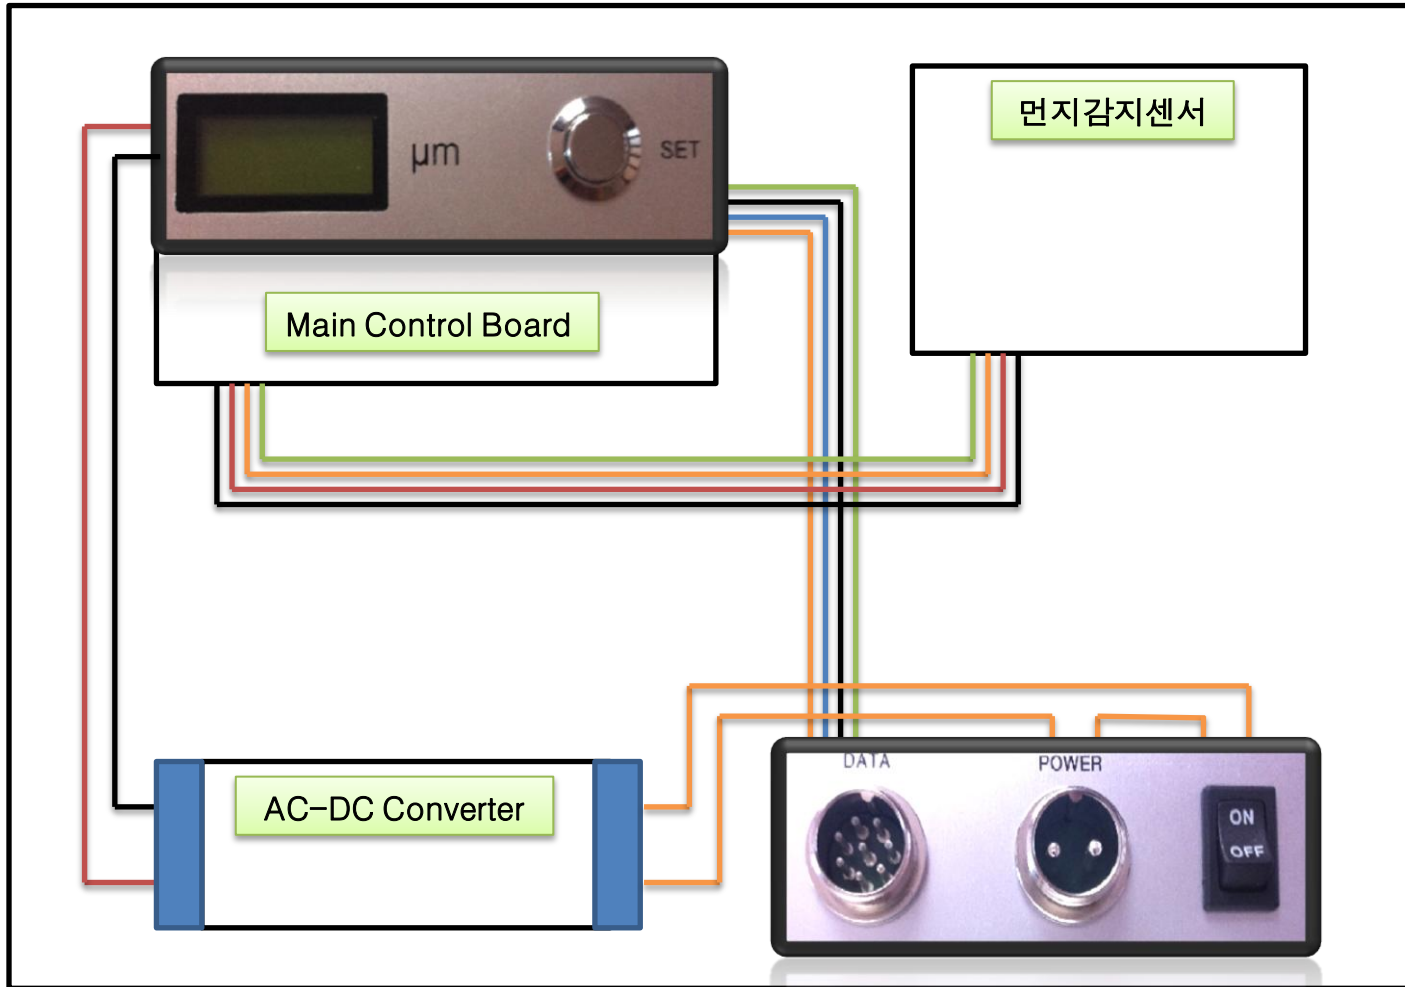 μm
SET
먼지감지센서
Main Control Board
AC-DC Converter
DATA
POWER
ON
OFF